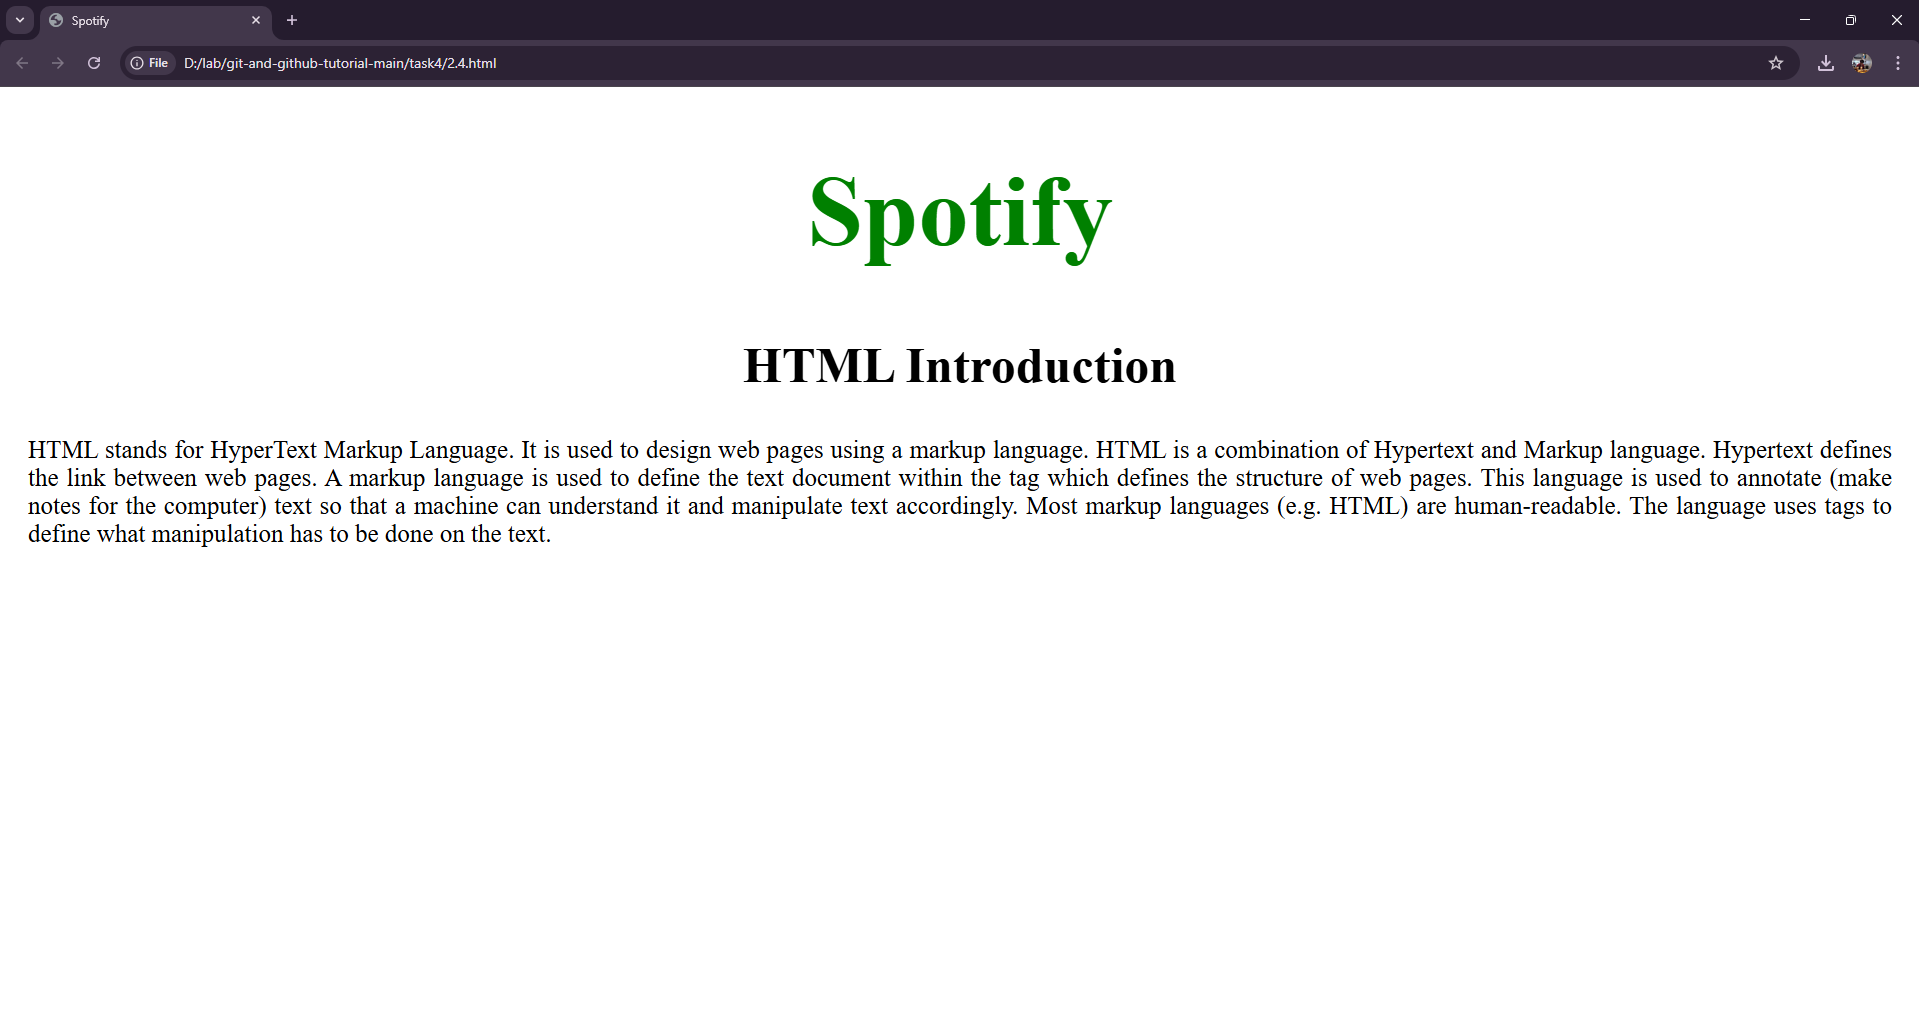 Spotify
File D:/lab/git-and-github-tutorial-main/task4/2.4.html
Spotify
HTML Introduction
HTML stands for HyperText Markup Language. It is used to design web pages using a markup language. HTML is a combination of Hypertext and Markup language. Hypertext defines
the link between web pages. A markup language is used to define the text document within the tag which defines the structure of web pages. This language is used to annotate (make
notes for the computer) text so that a machine can understand it and manipulate text accordingly. Most markup languages (e.g. HTML) are human-readable. The language uses tags to
define what manipulation has to be done on the text.